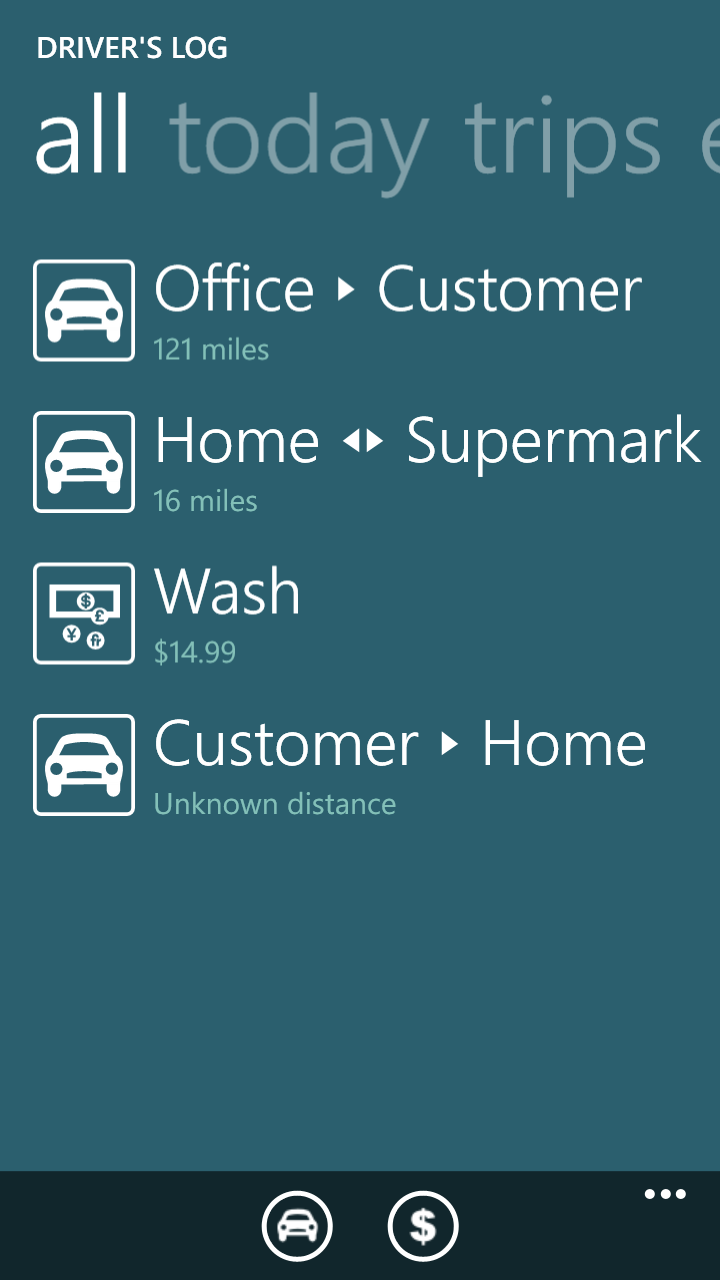 DRIVER'S LOG
all today trips e
Office ▸ Customer
121 miles
Home ◂▸ Supermark
16 miles
Wash
$14.99
Customer ▸ Home
Unknown distance